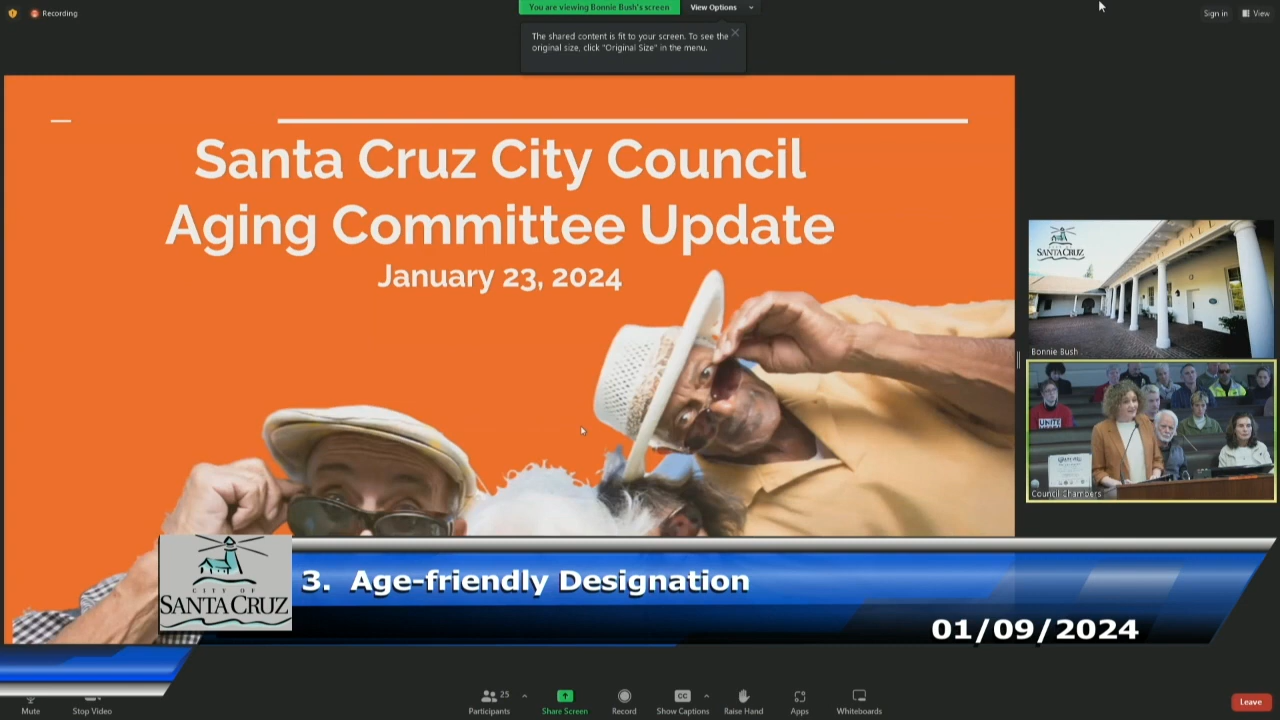 Recording
You are viewing Bonnie Bush's screen
View Options
Sign in
View
The shared content is fit to your screen. To see the
original size, click "Original Size" in the menu.
Santa Cruz City Council
Aging Committee Update
January 23, 2024
SANTA CRUZ
HALL
Bonnie Bush
UNITE
Council Chambers
CITY OF
SANTA CRUZ
3. Age-friendly Designation
01/09/2024
Mute
Stop Video
25
Participants
Share Screen
Record
CC
Show Captions
Raise Hand
Apps
Whiteboards
Leave